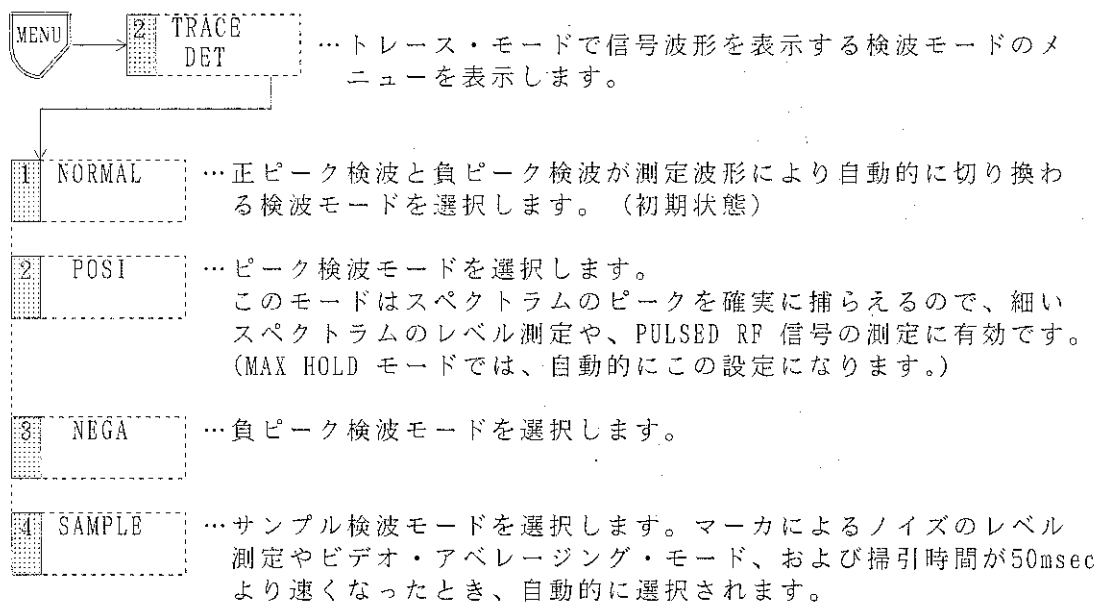 MENU 2 TRACE DET …トレース・モードで信号波形を表示する検波モードのメ
ニューを表示します。
1 NORMAL …正ピーク検波と負ピーク検波が測定波形により自動的に切り換わ
る検波モードを選択します。（初期状態）
2 POSI …ピーク検波モードを選択します。
このモードはスペクトラムのピークを確実に捕らえるので、細い
スペクトラムのレベル測定や、PULSED RF 信号の測定に有効です。
(MAX HOLD モードでは、自動的にこの設定になります。)
3 NEGA …負ピーク検波モードを選択します。
4 SAMPLE …サンプル検波モードを選択します。マーカによるノイズのレベル
測定やビデオ・アベレージング・モード、および掃引時間が50msec
より速くなったとき、自動的に選択されます。